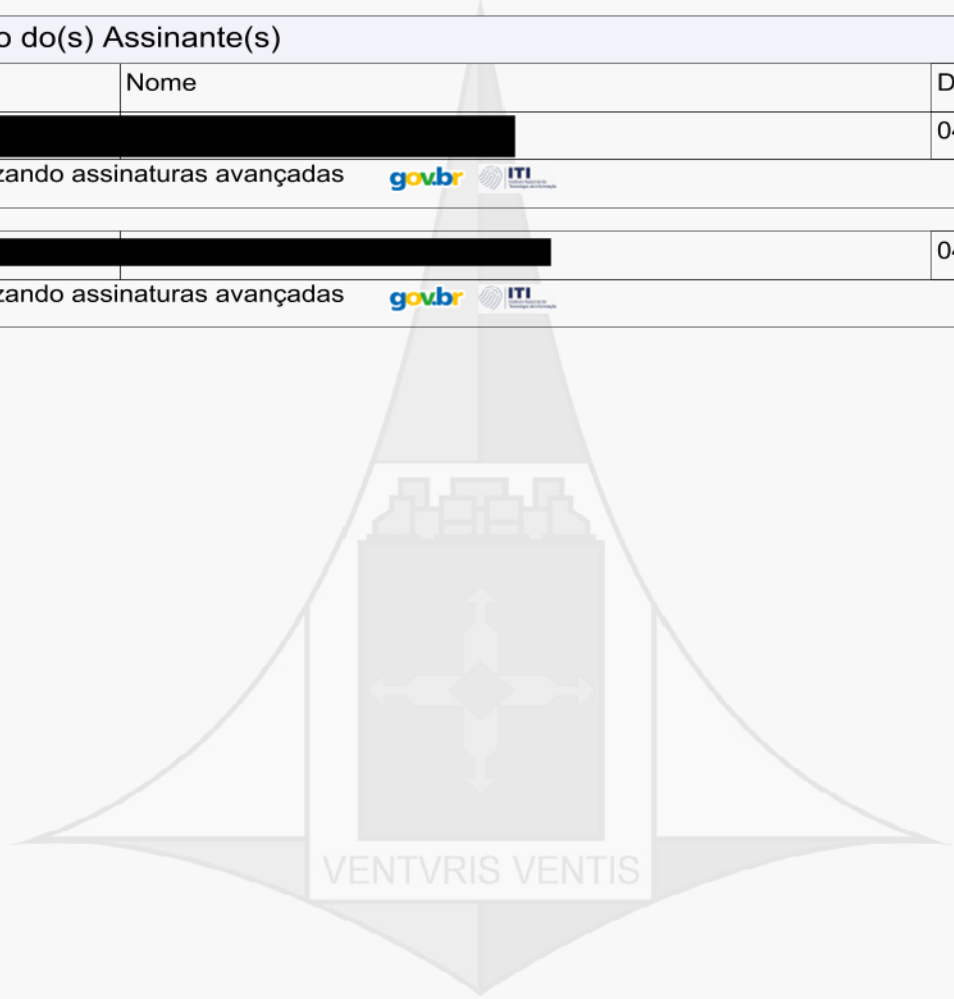 o do(s) Assinante(s)
Nome D
04
zando assinaturas avançadas gov.br ITI
04
zando assinaturas avançadas gov.br ITI
VENTVRIS VENTIS